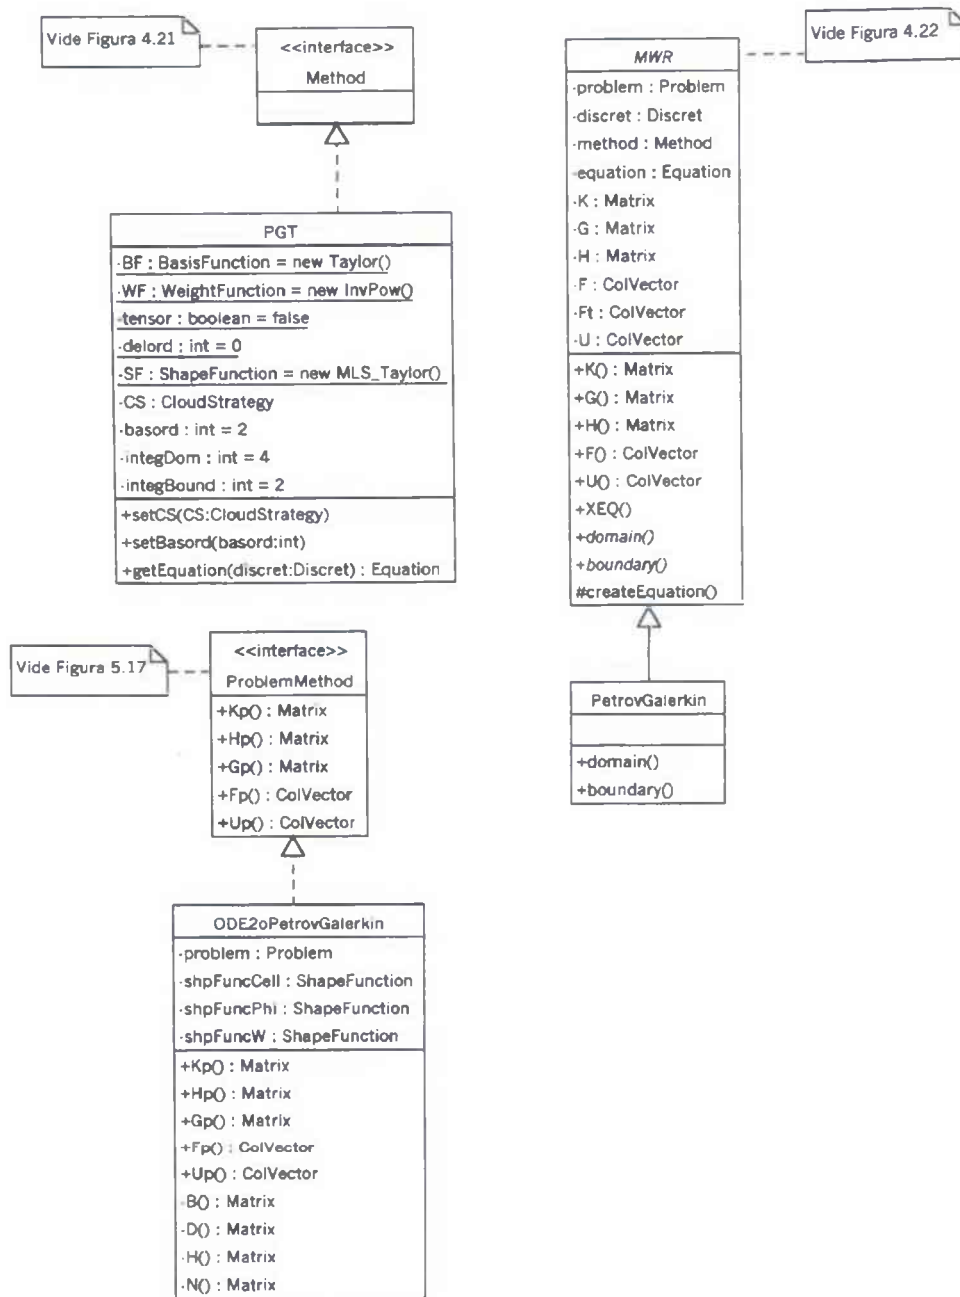 Vide Figura 4.21
<<interface>>
Method
PGT
-BF : BasisFunction = new Taylor()
-WF : WeightFunction = new InvPow()
-tensor : boolean = false
-delord : int = 0
-SF : ShapeFunction = new MLS_Taylor()
-CS : CloudStrategy
-basord : int = 2
-integDom : int = 4
-integBound : int = 2
+setCS(CS:CloudStrategy)
+setBasord(basord:int)
+getEquation(discret:Discret) : Equation
Vide Figura 4.22
MWR
-problem : Problem
-discret : Discret
-method : Method
-equation : Equation
-K : Matrix
-G : Matrix
-H : Matrix
-F : ColVector
-Ft : ColVector
-U : ColVector
+K() : Matrix
+G() : Matrix
+H() : Matrix
+F() : ColVector
+U() : ColVector
+XEQ()
+domain()
+boundary()
#createEquation()
PetrovGalerkin
+domain()
+boundary()
Vide Figura 5.17
<<interface>>
ProblemMethod
+Kp() : Matrix
+Hp() : Matrix
+Gp() : Matrix
+Fp() : ColVector
+Up() : ColVector
ODE2oPetrovGalerkin
-problem : Problem
-shpFuncCell : ShapeFunction
-shpFuncPhi : ShapeFunction
-shpFuncW : ShapeFunction
+Kp() : Matrix
+Hp() : Matrix
+Gp() : Matrix
+Fp() : ColVector
+Up() : ColVector
-B() : Matrix
-D() : Matrix
-H() : Matrix
-N() : Matrix